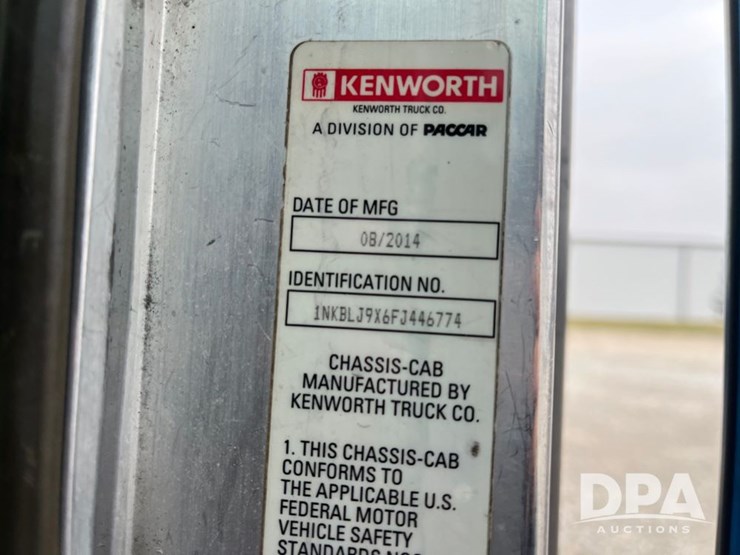 KENWORTH
KENWORTH TRUCK CO.
A DIVISION OF PACCAR
DATE OF MFG
08/2014
IDENTIFICATION NO.
1NKBLJ9X6FJ446774
CHASSIS-CAB
MANUFACTURED BY
KENWORTH TRUCK CO.
1. THIS CHASSIS-CAB
CONFORMS TO
THE APPLICABLE U.S.
FEDERAL MOTOR
VEHICLE SAFETY
STANDARDS
DPA
AUCTIONS